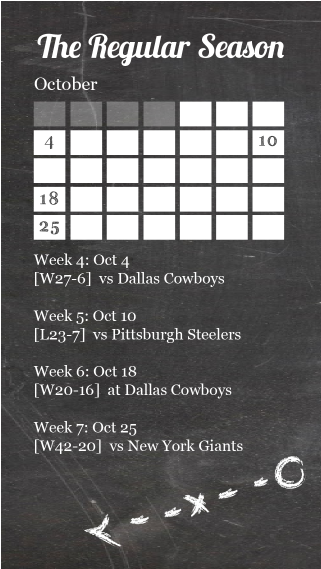 The Regular Season
October
4 10
18
25
Week 4: Oct 4
[W27-6] vs Dallas Cowboys
Week 5: Oct 10
[L23-7] vs Pittsburgh Steelers
Week 6: Oct 18
[W20-16] at Dallas Cowboys
Week 7: Oct 25
[W42-20] vs New York Giants